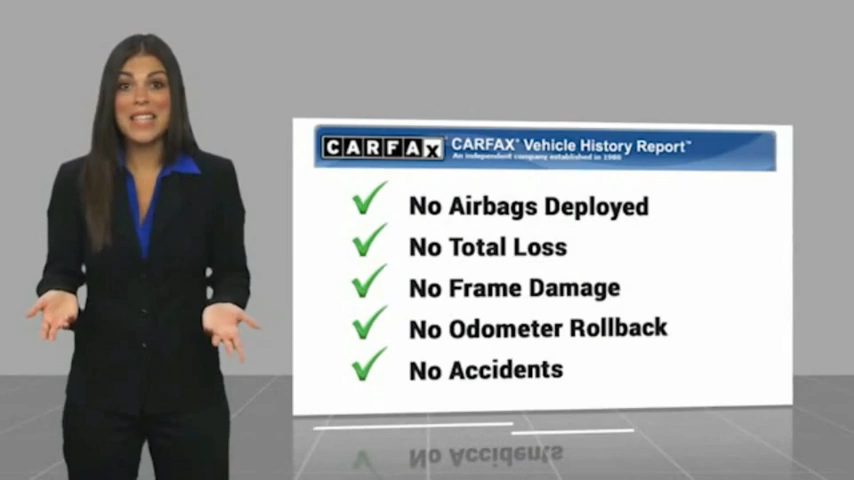 CARFAX CARFAX® Vehicle History Report™
An independent company established in 1986
No Airbags Deployed
No Total Loss
No Frame Damage
No Odometer Rollback
No Accidents
No Accidents